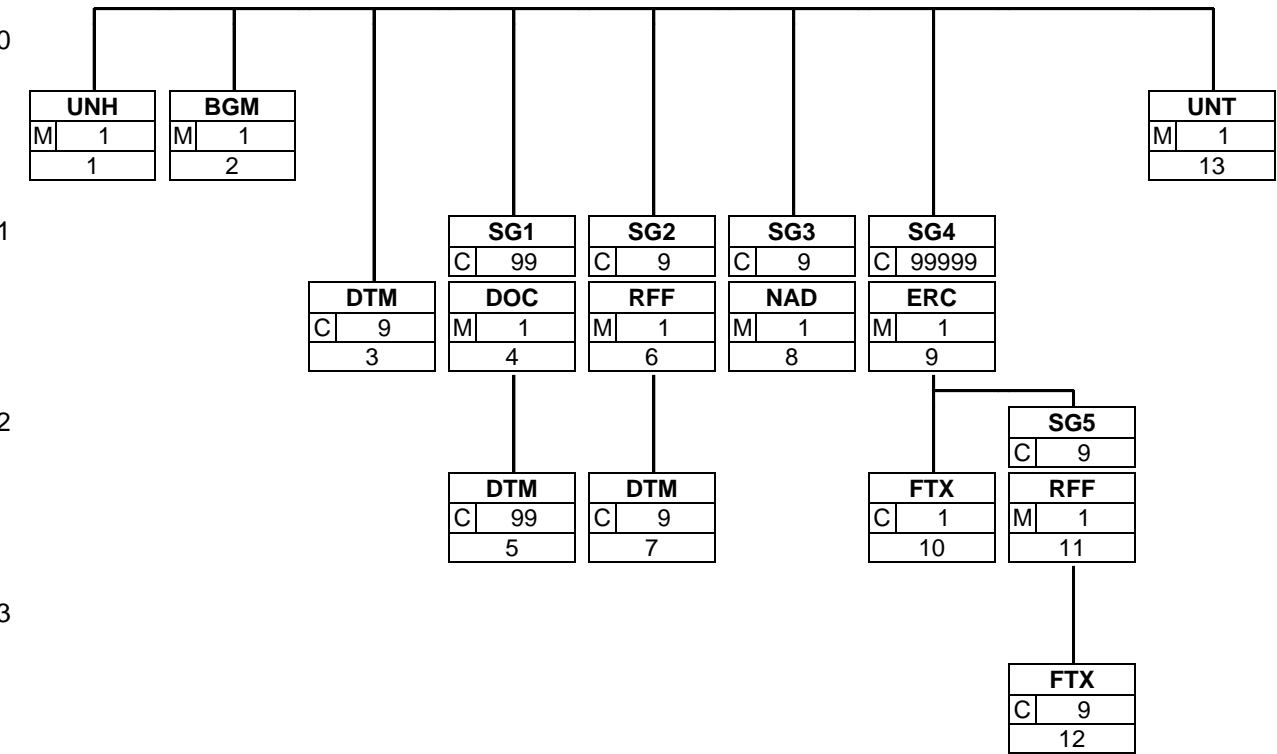 0
UNH BGM UNT
M 1 M 1 M 1
1 2 13
1
SG1 SG2 SG3 SG4
C 99 C 9 C 9 C 99999
DTM DOC RFF NAD ERC
C 9 M 1 M 1 M 1 M 1
3 4 6 8 9
2
SG5
C 9
DTM DTM FTX RFF
C 99 C 9 C 1 M 1
5 7 10 11
3
FTX
C 9
12